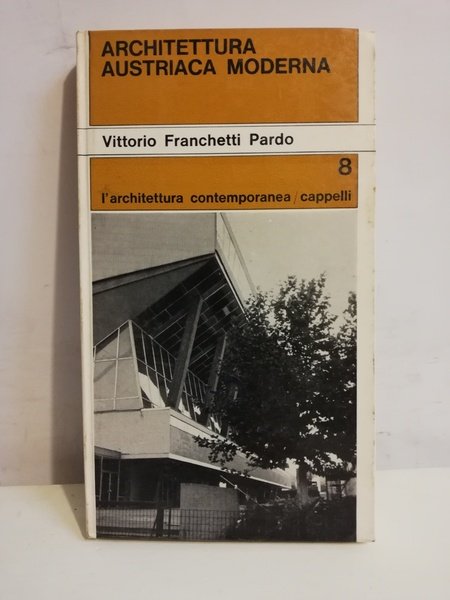 ARCHITETTURA
AUSTRIACA MODERNA
Vittorio Franchetti Pardo
8
l'architettura contemporanea / cappelli